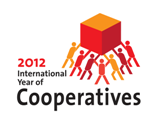 2012
International
Year of
Cooperatives